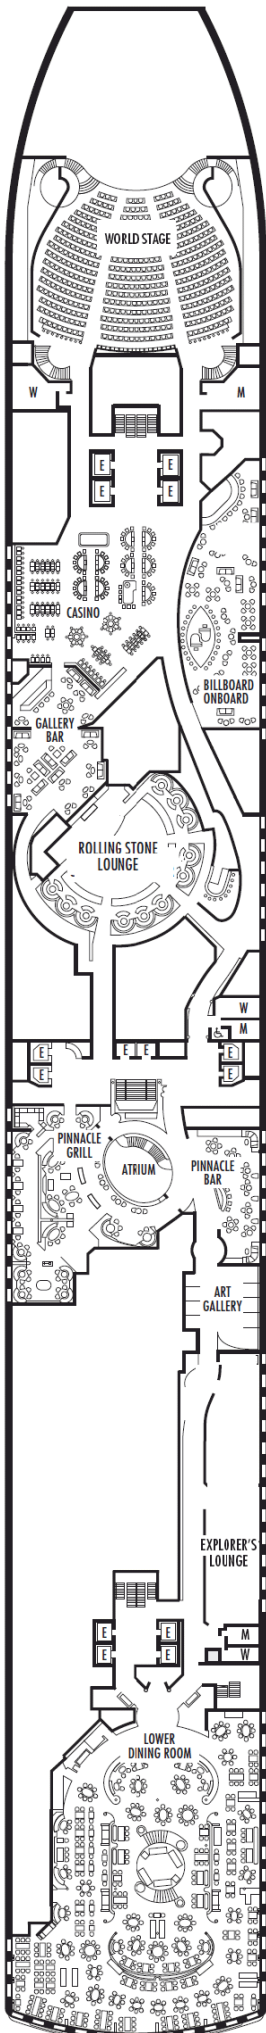 WORLD STAGE
W
M
E
E
E
E
CASINO
BILLBOARD
ONBOARD
GALLERY
BAR
ROLLING STONE
LOUNGE
W
M
E
E E
E
E
E
PINNACLE
GRILL
ATRIUM
PINNACLE
BAR
ART
GALLERY
EXPLORER'S
LOUNGE
E
E
E
E
M
W
LOWER
DINING ROOM